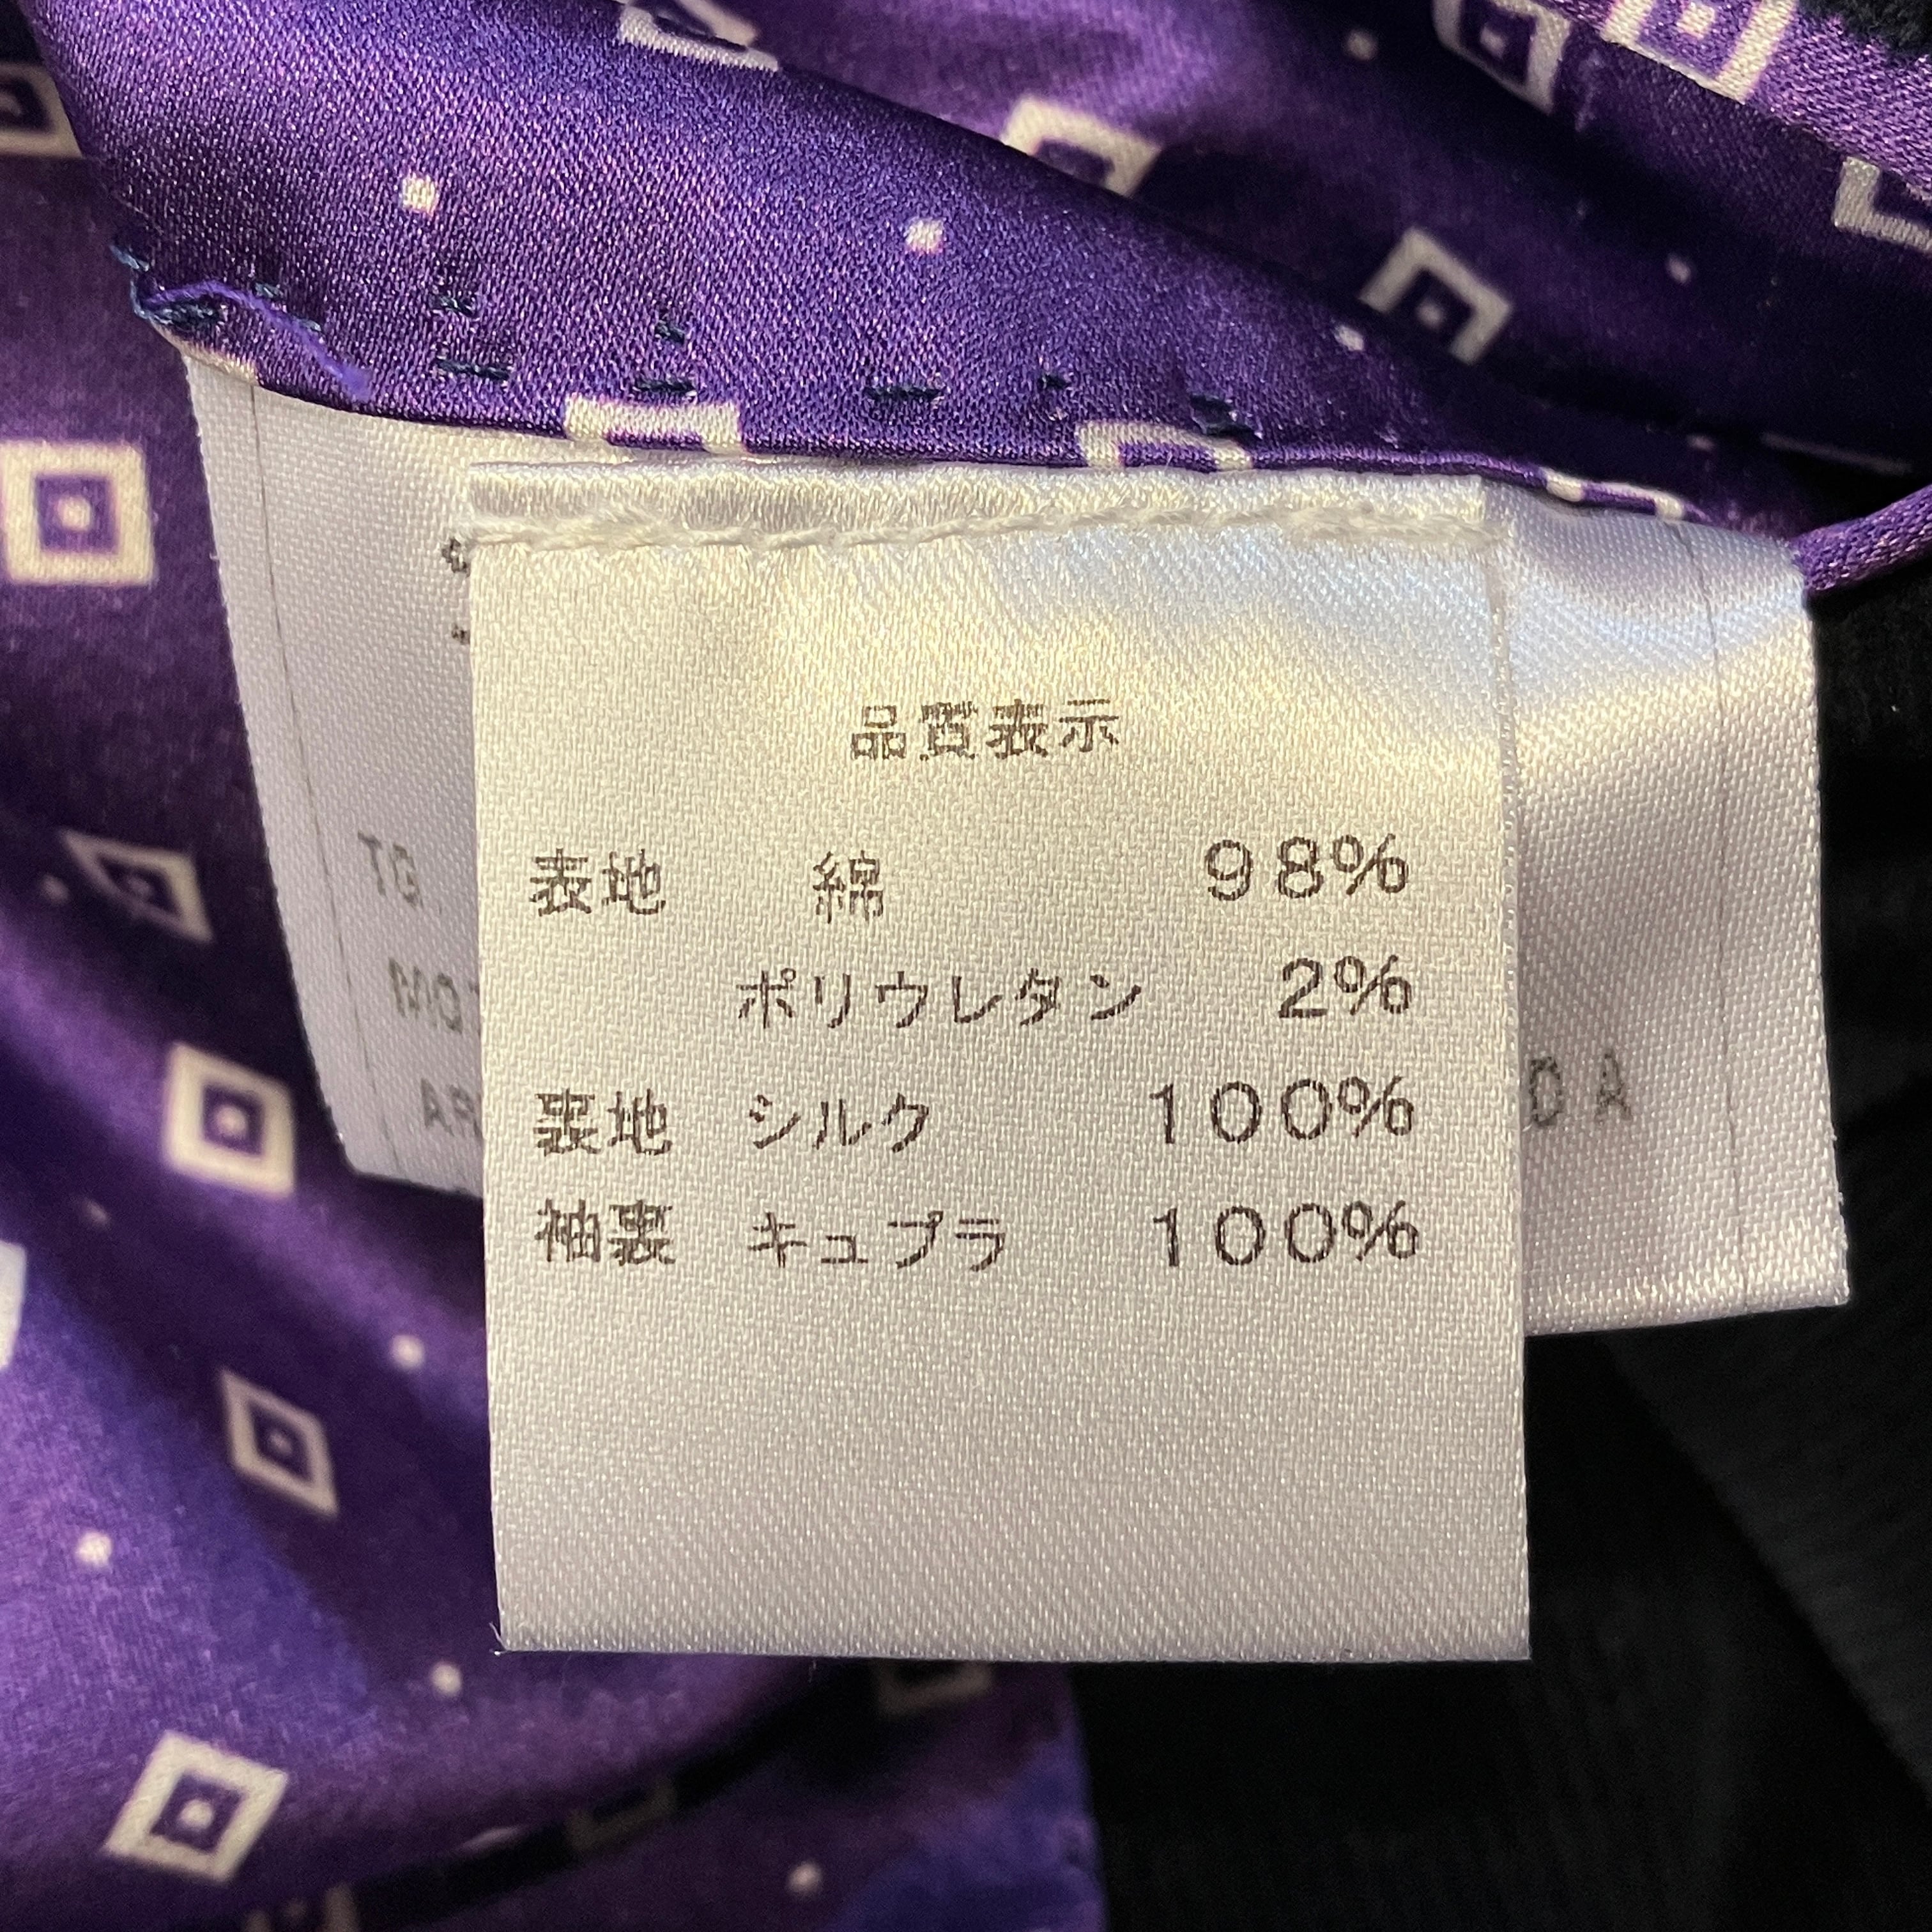 品質表示
表地 綿 98%
ポリウレタン 2%
裏地 シルク 100%
袖裏 キュプラ 100%
TG